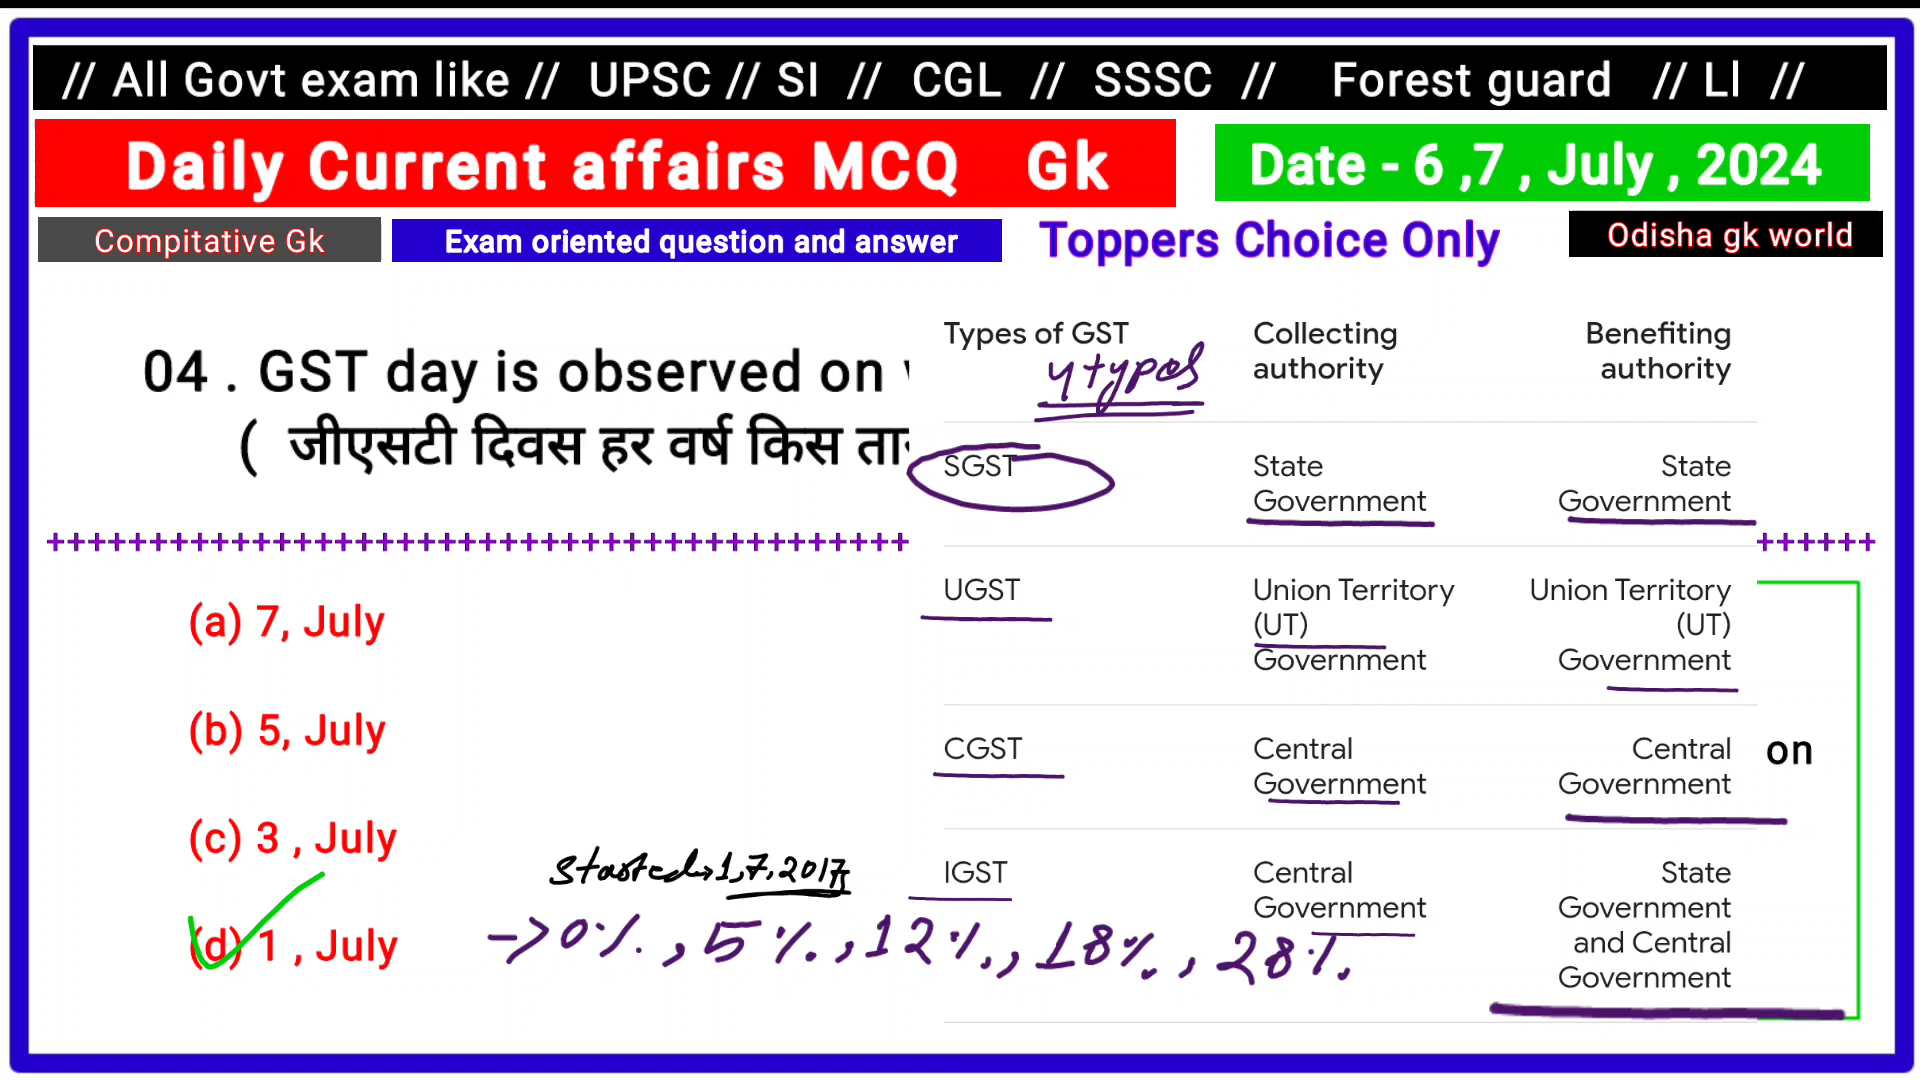 // All Govt exam like // UPSC // SI // CGL // SSSC // Forest guard // Ll //
Daily Current affairs MCQ Gk
Date - 6 ,7 , July , 2024
Compitative Gk
Exam oriented question and answer
Toppers Choice Only
Odisha gk world
04 . GST day is observed on
( जीएसटी दिवस हर वर्ष किस
+++++++++++++++++++++++++++++++++++++++++++ ++++++
(a) 7, July
(b) 5, July
(c) 3 , July
(d) 1 , July
Started→1,7,2017
→ 0%, 5%, 12%, 18%, 28%.
Types of GST Collecting authority Benefiting authority
4 types
SGST State Government State Government
UGST Union Territory (UT) Government Union Territory (UT) Government
CGST Central Government Central Government
IGST Central Government State Government and Central Government
on